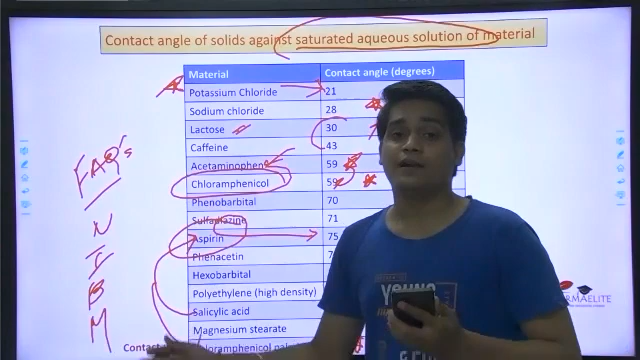 Contact angle of solids against saturated aqueous solution of material
Material Contact angle (degrees)
Potassium Chloride 21
Sodium chloride 28
Lactose 30
Caffeine 43
Acetaminophen 59
Chloramphenicol 59
Phenobarbital 70
Sulfadiazine 71
Aspirin 75
Phenacetin
Hexobarbital
Polyethylene (high density)
Salicylic acid
Magnesium stearate
Chloramphenicol
FAQ's
N
I
B
M
YOUNG